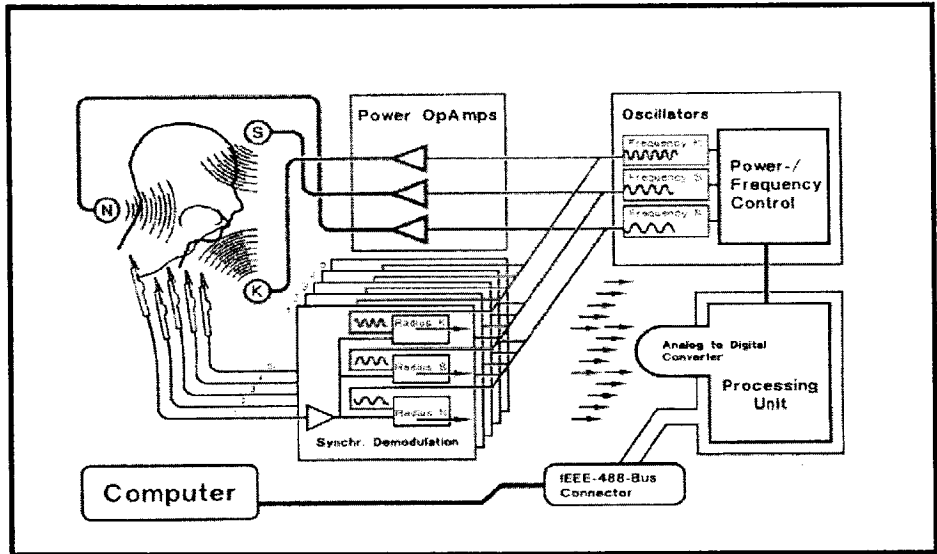 Power OpAmps
Oscillators
S
Frequency K
Frequency S
Frequency N
Power-/
Frequency
Control
N
K
Radius K
Radius S
Radius N
Synchr. Demodulation
Analog to Digital
Converter
Processing
Unit
Computer
IEEE-488-Bus
Connector